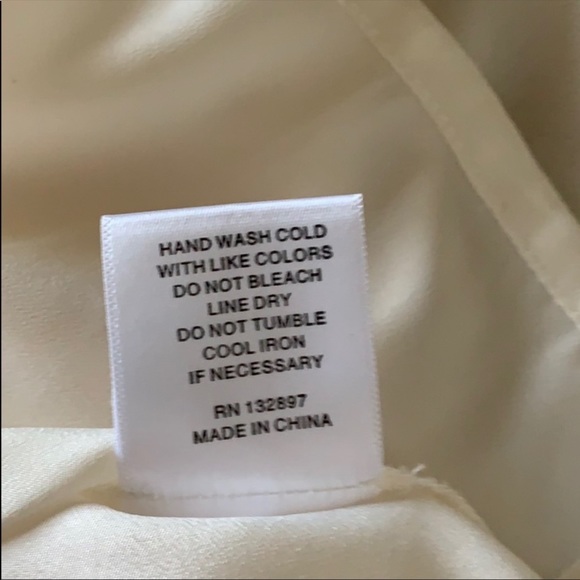 HAND WASH COLD
WITH LIKE COLORS
DO NOT BLEACH
LINE DRY
DO NOT TUMBLE
COOL IRON
IF NECESSARY
RN 132897
MADE IN CHINA